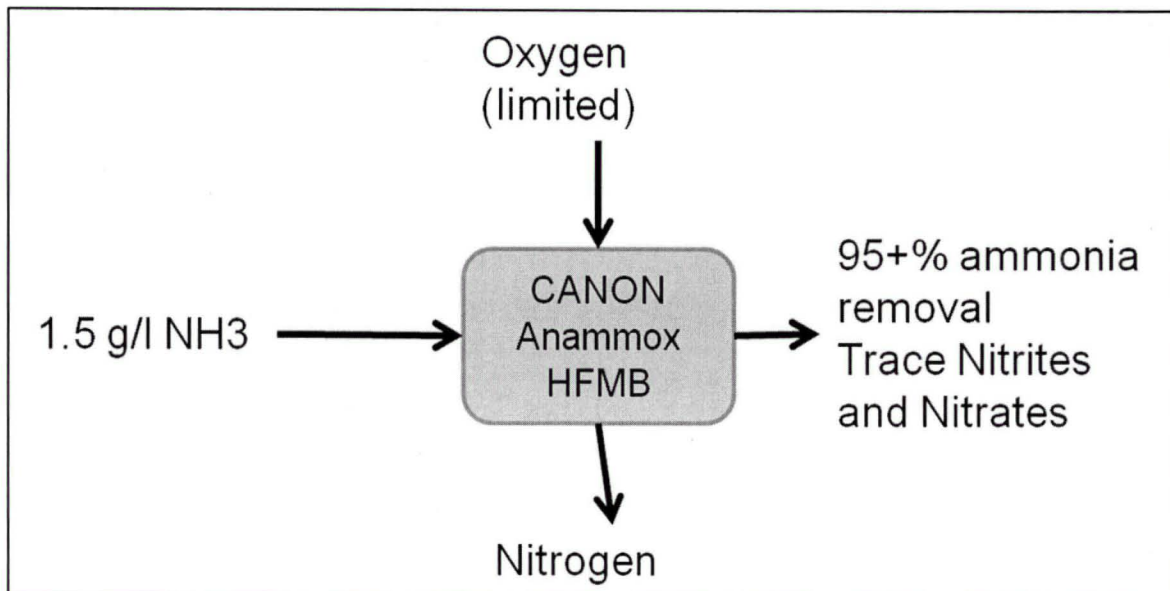 Oxygen
(limited)
1.5 g/l NH3
CANON
Anammox
HFMB
95+% ammonia
removal
Trace Nitrites
and Nitrates
Nitrogen